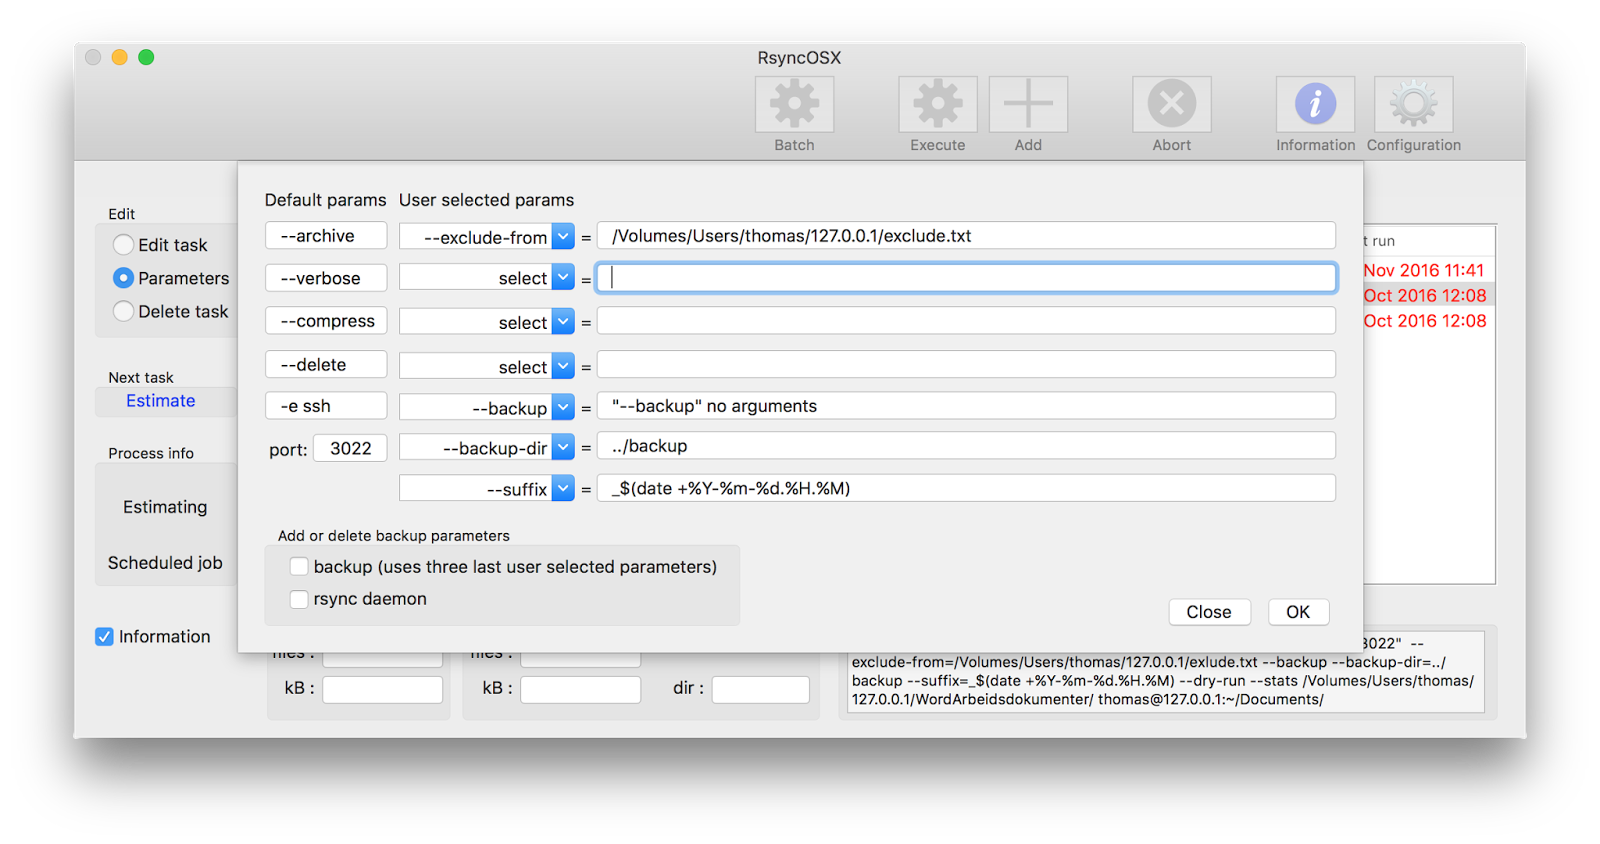 RsyncOSX
Batch
Execute
Add
Abort
Information
Configuration
Default params
User selected params
--archive
--exclude-from
=
/Volumes/Users/thomas/127.0.0.1/exclude.txt
--verbose
select
=
--compress
select
=
--delete
select
=
-e ssh
--backup
=
"--backup" no arguments
port:
3022
--backup-dir
=
../backup
--suffix
=
_$(date +%Y-%m-%d.%H.%M)
Add or delete backup parameters
backup (uses three last user selected parameters)
rsync daemon
Close
OK
Edit
Edit task
Parameters
Delete task
Next task
Estimate
Process info
Estimating
Scheduled job
Information
t run
Nov 2016 11:41
Oct 2016 12:08
Oct 2016 12:08
files :
kB :
files :
kB :
dir :
3022" --
exclude-from=/Volumes/Users/thomas/127.0.0.1/exlude.txt --backup --backup-dir=../
backup --suffix=_$(date +%Y-%m-%d.%H.%M) --dry-run --stats /Volumes/Users/thomas/
127.0.0.1/WordArbeidsdokumenter/ thomas@127.0.0.1:~/Documents/